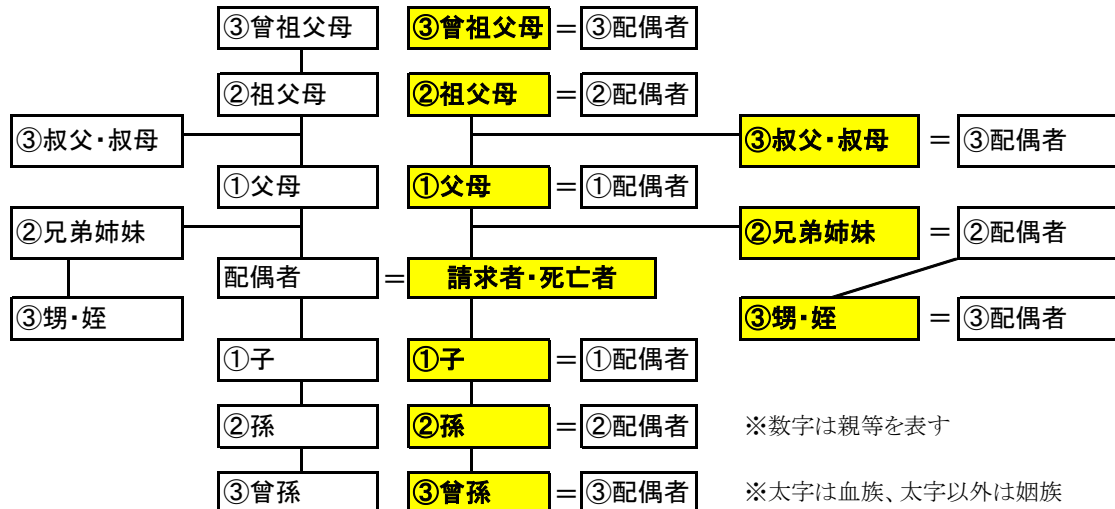 ③曾祖父母 ③曾祖父母 = ③配偶者
②祖父母 ②祖父母 = ②配偶者
③叔父・叔母 ③叔父・叔母 = ③配偶者
①父母 ①父母 = ①配偶者
②兄弟姉妹 ②兄弟姉妹 = ②配偶者
配偶者 = 請求者・死亡者
③甥・姪 ③甥・姪 = ③配偶者
①子 ①子 = ①配偶者
②孫 ②孫 = ②配偶者 ※数字は親等を表す
③曾孫 ③曾孫 = ③配偶者 ※太字は血族、太字以外は姻族